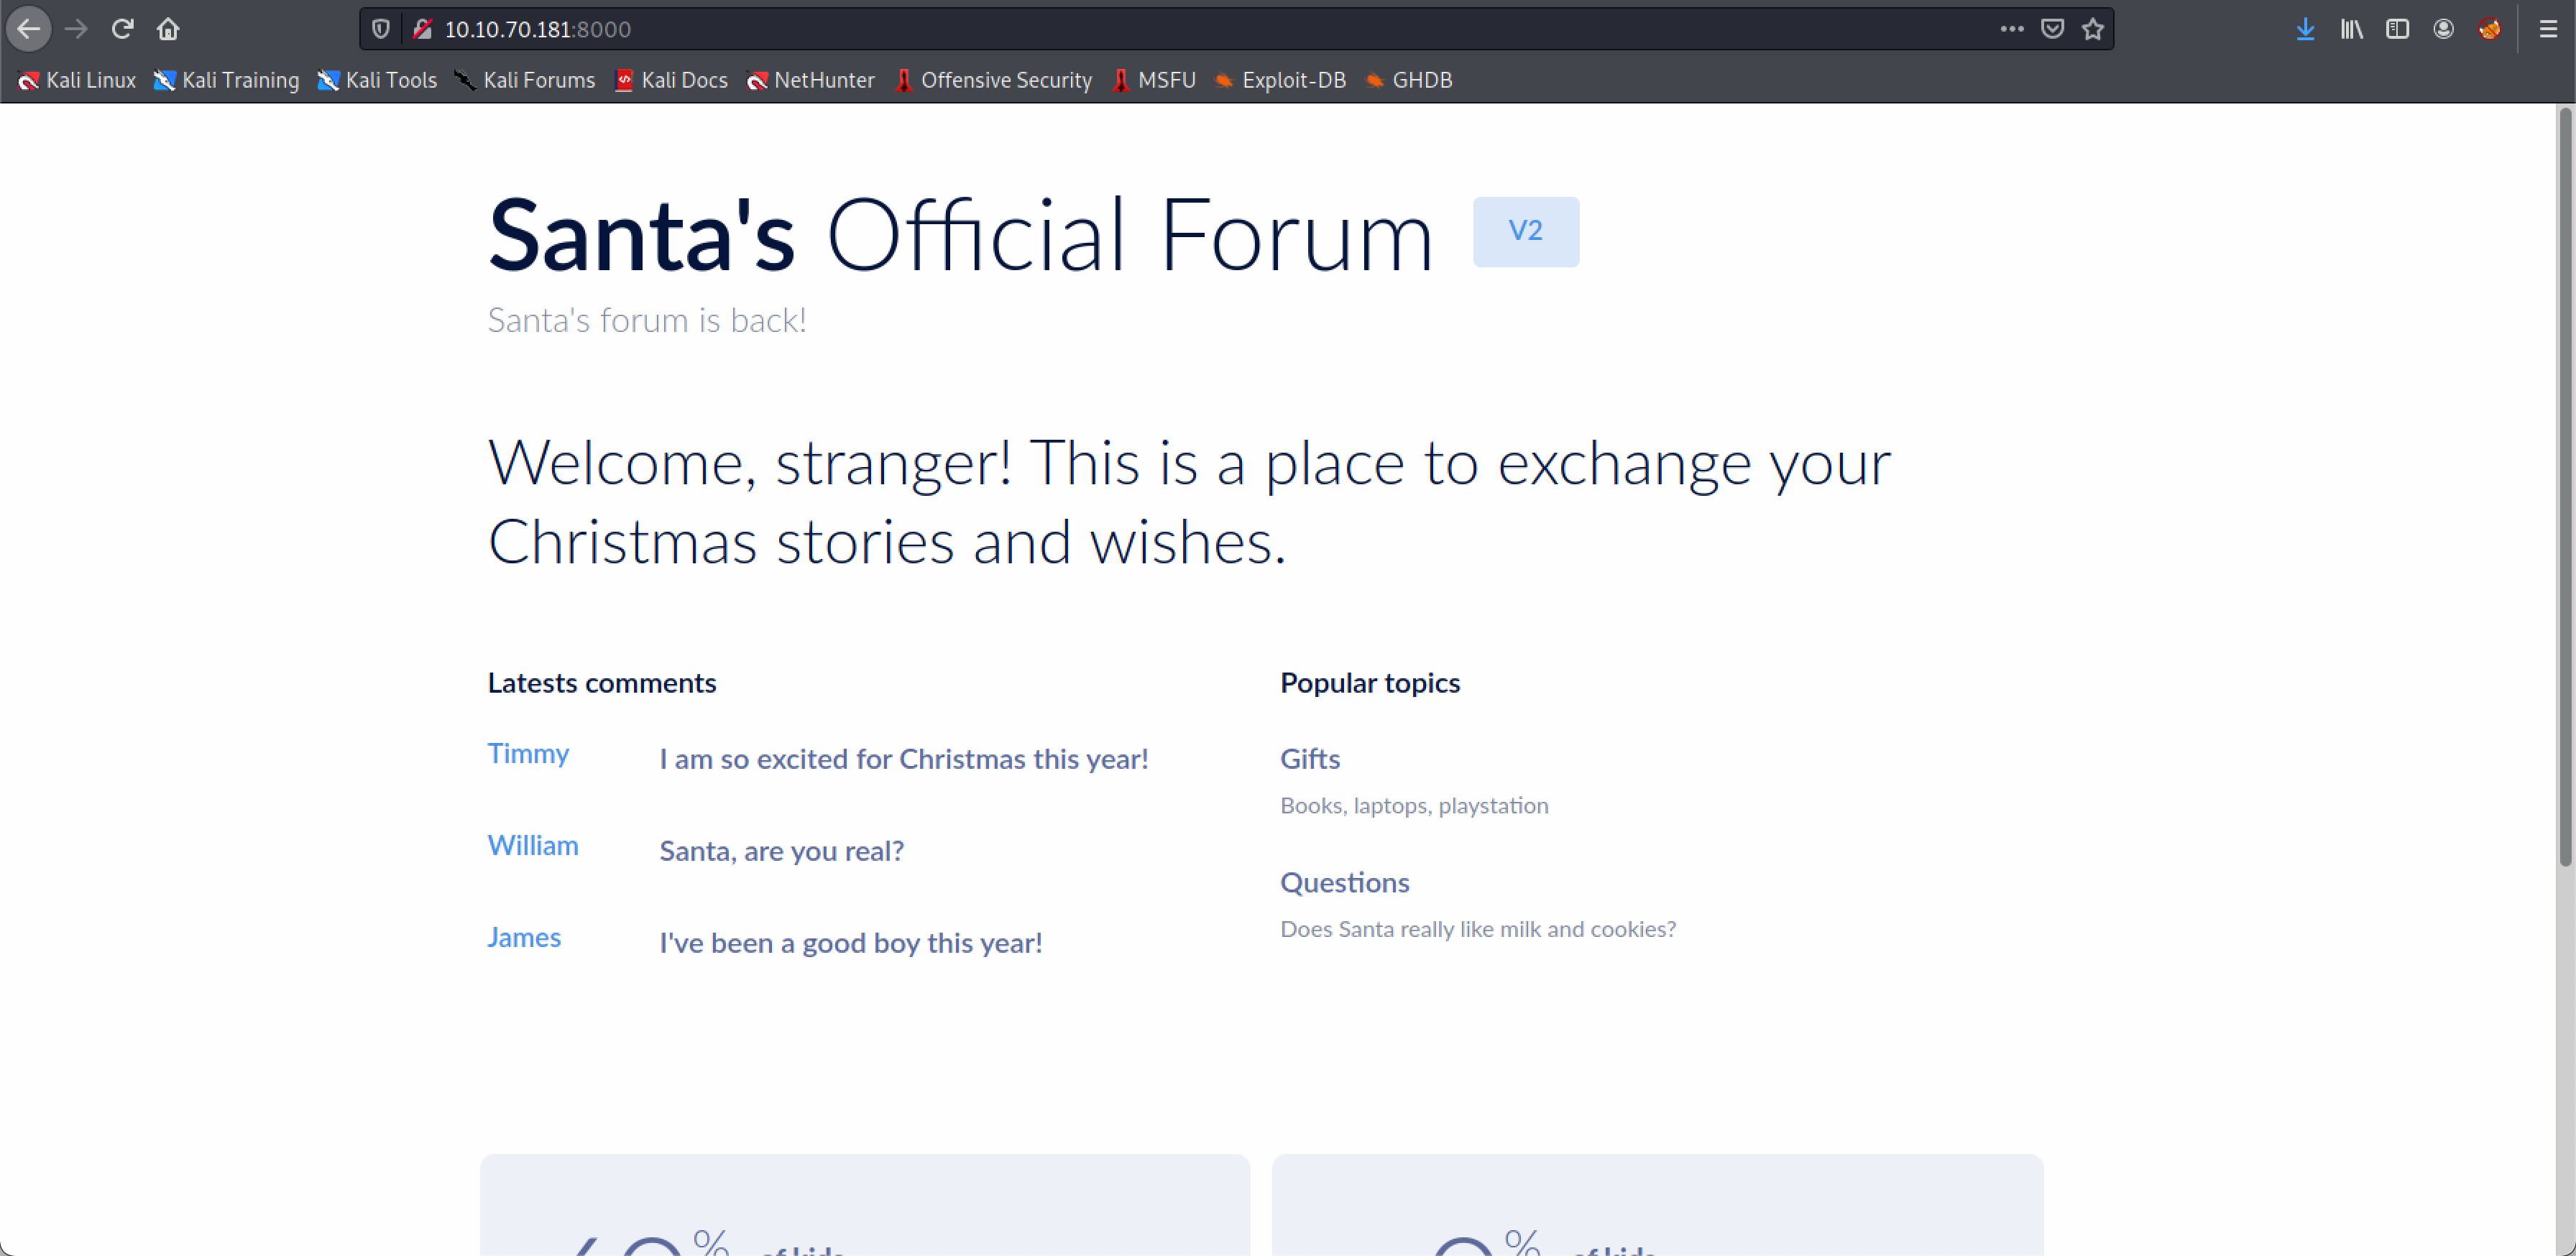 10.10.70.181:8000
Kali Linux Kali Training Kali Tools Kali Forums Kali Docs NetHunter Offensive Security MSFU Exploit-DB GHDB
Santa's Official Forum V2
Santa's forum is back!
Welcome, stranger! This is a place to exchange your
Christmas stories and wishes.
Latests comments
Timmy I am so excited for Christmas this year!
William Santa, are you real?
James I've been a good boy this year!
Popular topics
Gifts
Books, laptops, playstation
Questions
Does Santa really like milk and cookies?
% of kids
% of kids